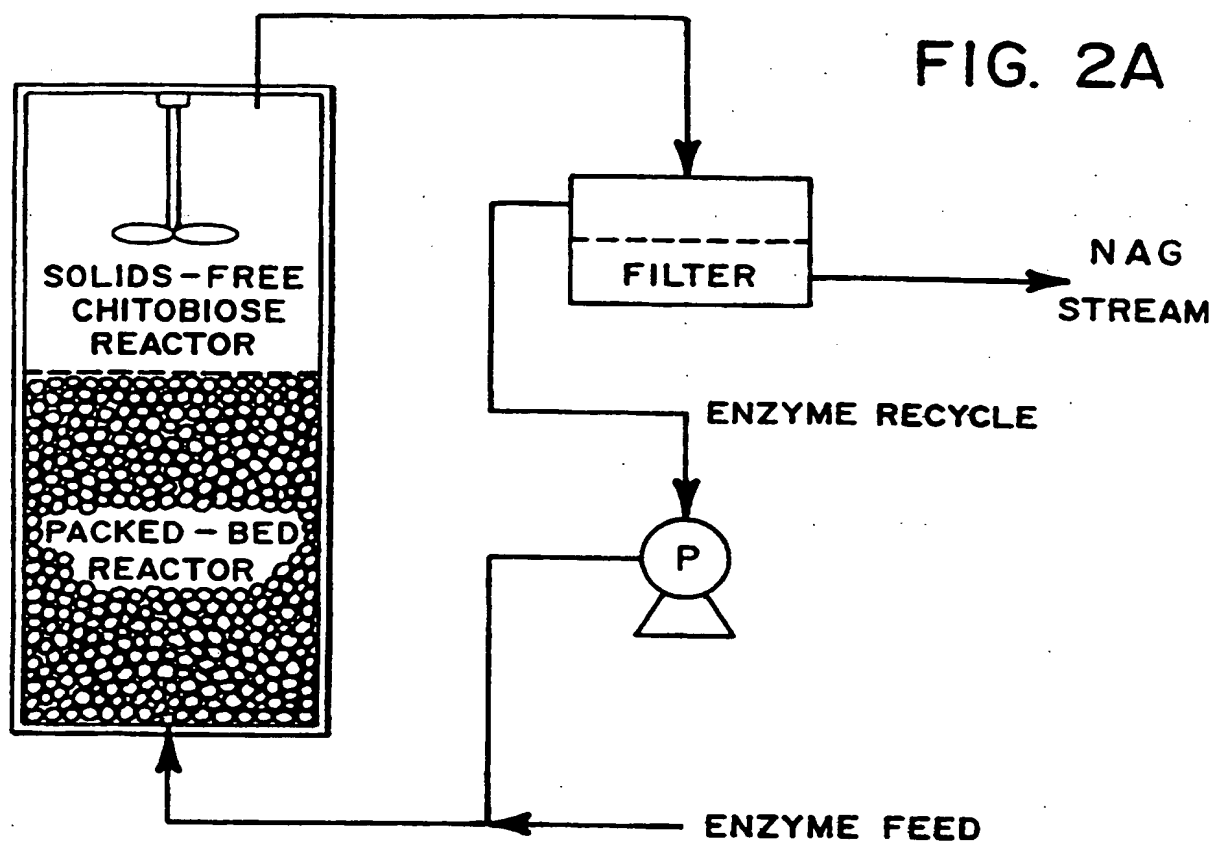 FIG. 2A
SOLIDS-FREE
CHITOBIOSE
REACTOR
FILTER
NAG
STREAM
ENZYME RECYCLE
PACKED-BED
REACTOR
P
ENZYME FEED